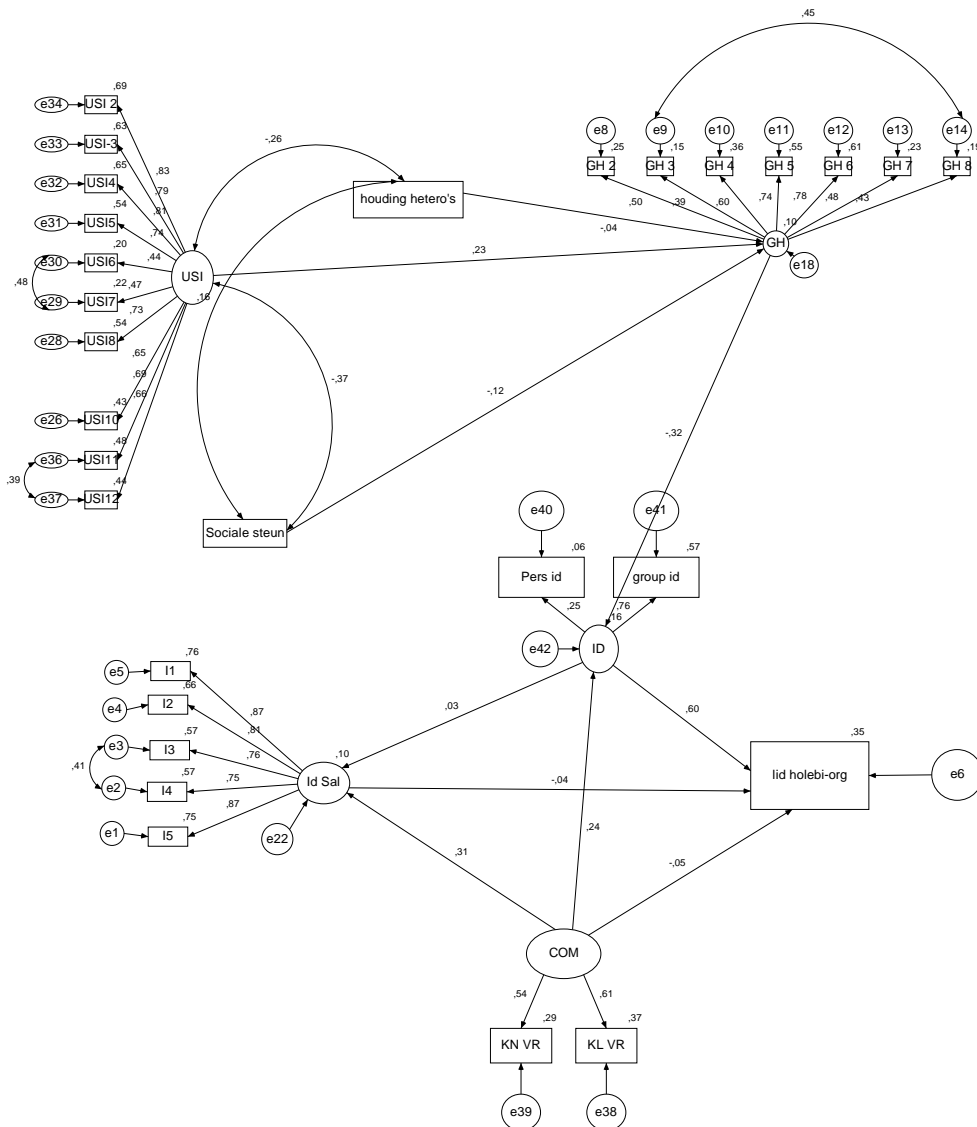 ,45
,69
e34 USI 2
,63
e33 USI-3
,65
e32 USI4
,54
e31 USI5
,20
e30 USI6
,48
,22
e29 USI7
,54
e28 USI8
,43
e26 USI10
,48
e36 USI11
,39
,44
e37 USI12
,83
,79
,81
,74
,44
,47
,73
,65
,69
,66
USI
-,26
,16
-,37
houding hetero's
Sociale steun
,23
-,04
-,12
e8 e9 e10 e11 e12 e13 e14
,25 ,15 ,36 ,55 ,61 ,23 ,19
GH 2 GH 3 GH 4 GH 5 GH 6 GH 7 GH 8
,50 ,39 ,60 ,74 ,78 ,48 ,43
,10
GH
e18
-,32
e40 e41
,06 ,57
Pers id group id
,25 ,76
,16
e42 ID
,76
e5 I1
,66
e4 I2
,57
e3 I3
,41
,57
e2 I4
,75
e1 I5
,87
,81
,76
,75
,87
,10
Id Sal
e22
,03
,60
-,04
,24
,31
-,05
,35
lid holebi-org
e6
COM
,54 ,61
,29 ,37
KN VR KL VR
e39 e38